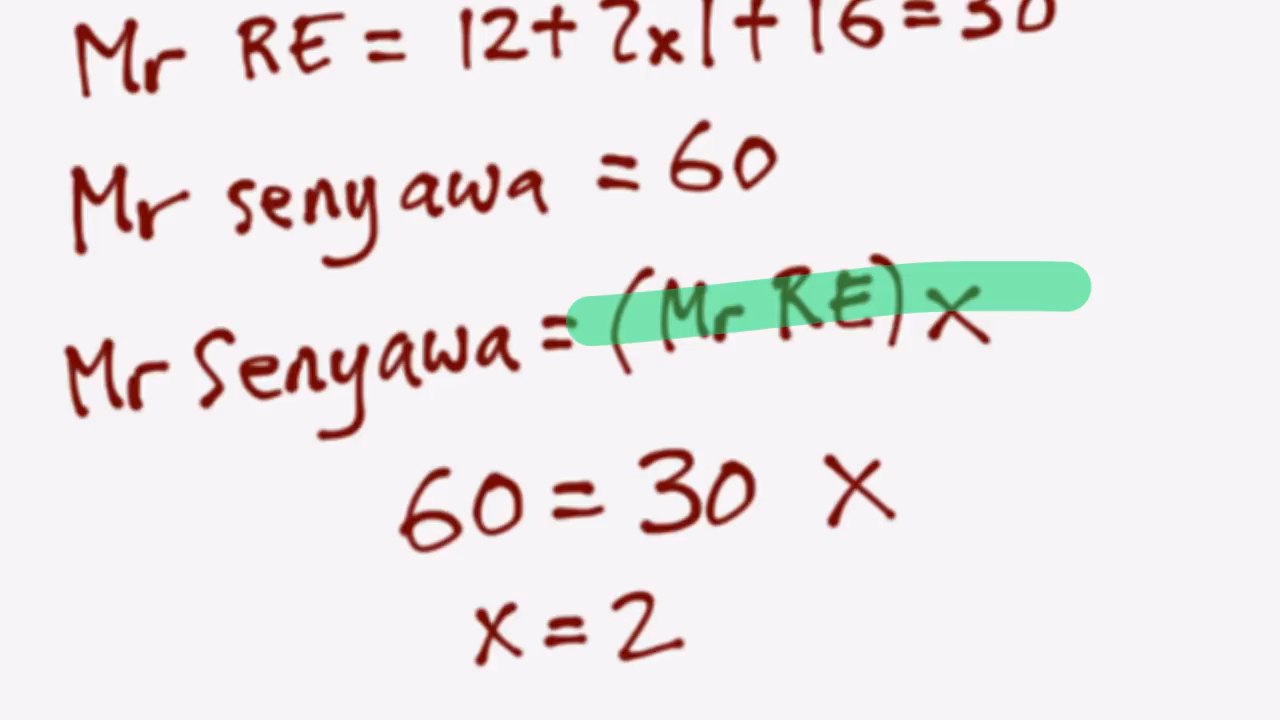 Mr RE = 12 + 2x1 + 16 = 30
Mr senyawa = 60
Mr Senyawa = (Mr RE) x
60 = 30 x
x = 2